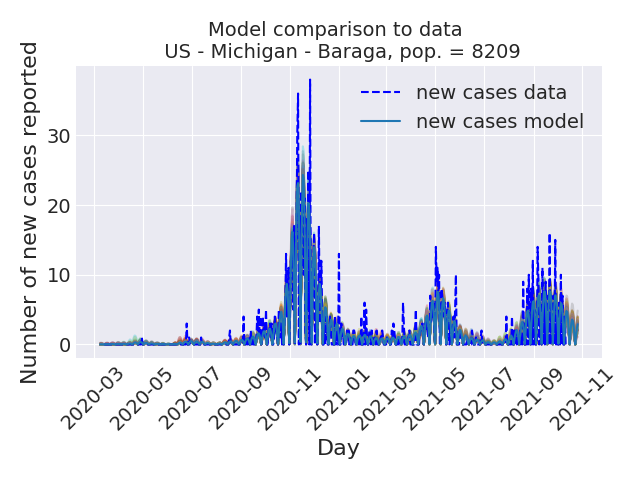 Model comparison to data
US - Michigan - Baraga, pop. = 8209
Number of new cases reported
30
20
10
0
new cases data
new cases model
2020-03
2020-05
2020-07
2020-09
2020-11
2021-01
2021-03
2021-05
2021-07
2021-09
2021-11
Day